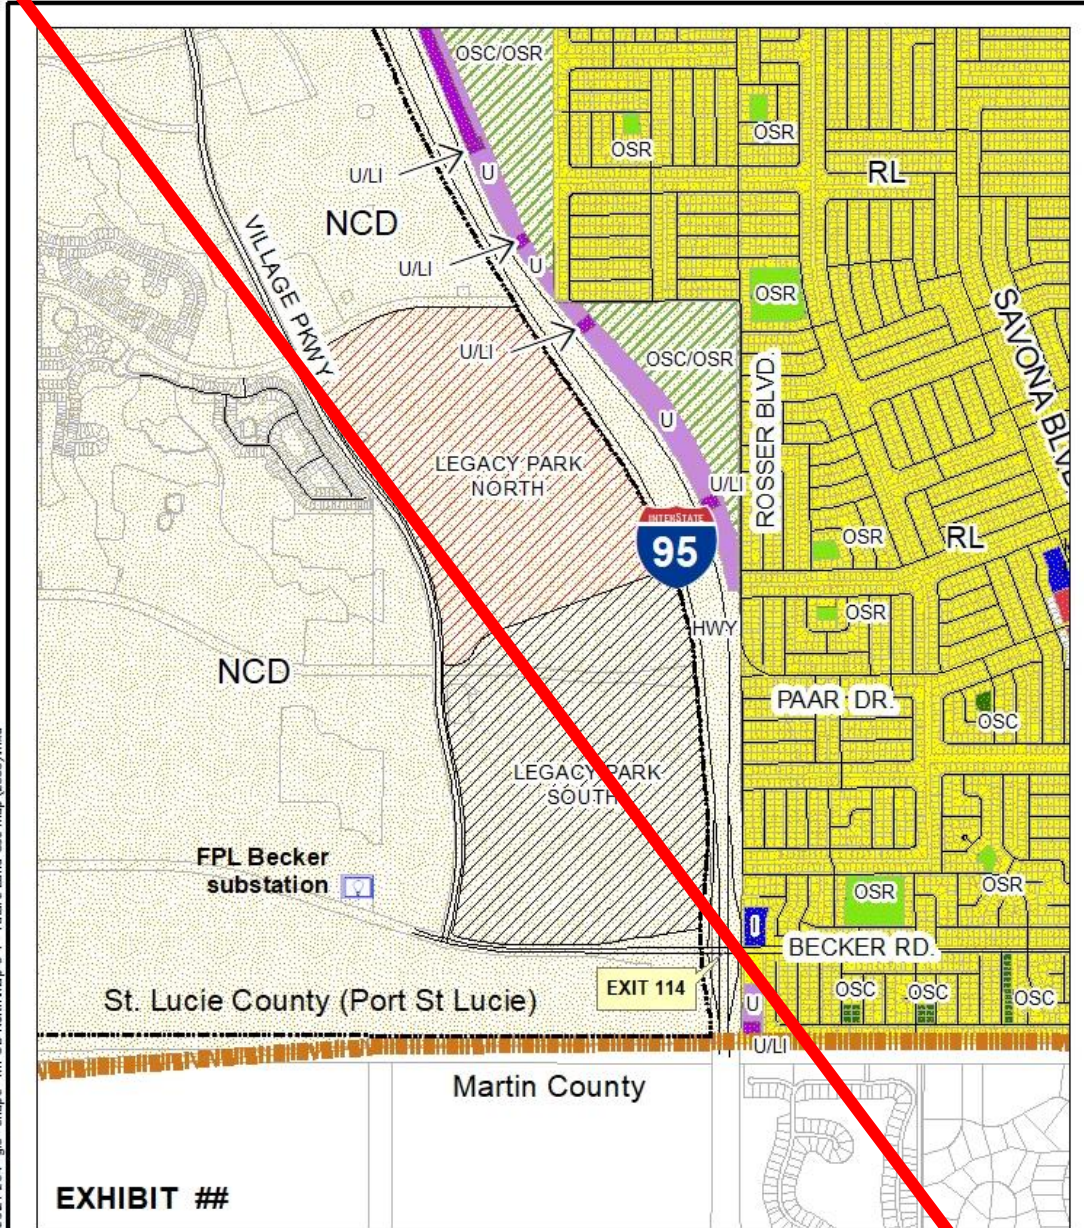 OSC/OSR
OSR
OSR
RL
U/LI
U
NCD
U/LI
U
VILLAGE PKWY
OSR
SAVONA BLVD
U/LI
OSC/OSR
ROSSER BLVD.
U
LEGACY PARK
NORTH
U/LI
INTERSTATE
95
OSR
RL
HWY
OSR
NCD
PAAR DR.
OSC
LEGACY PARK
SOUTH
FPL Becker
substation
OSR
OSR
I
BECKER RD.
EXIT 114
St. Lucie County (Port St Lucie)
U
OSC
OSC
OSC
U/LI
Martin County
EXHIBIT ##